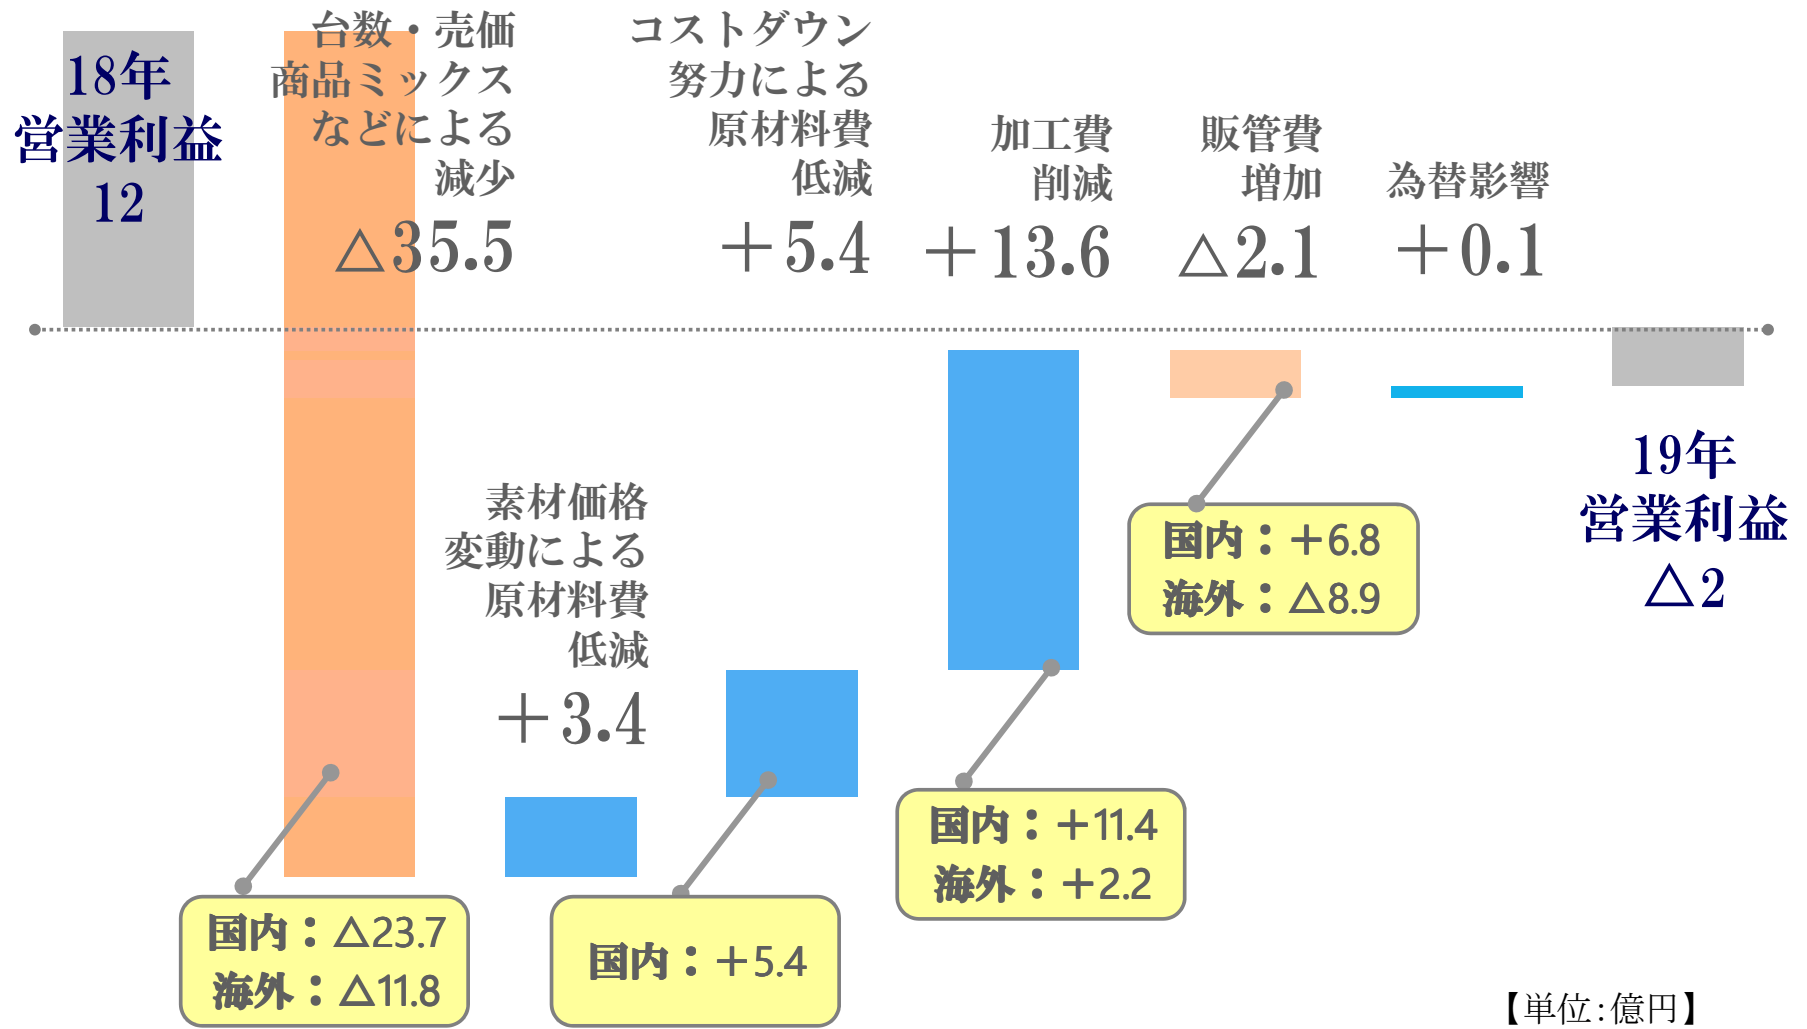 18年
営業利益
12
台数・売価
商品ミックス
などによる
減少
△35.5
コストダウン
努力による
原材料費
低減
＋5.4
加工費
削減
＋13.6
販管費
増加
△2.1
為替影響
＋0.1
素材価格
変動による
原材料費
低減
＋3.4
19年
営業利益
△2
国内：＋6.8
海外：△8.9
国内：＋11.4
海外：＋2.2
国内：△23.7
海外：△11.8
国内：＋5.4
【単位：億円】